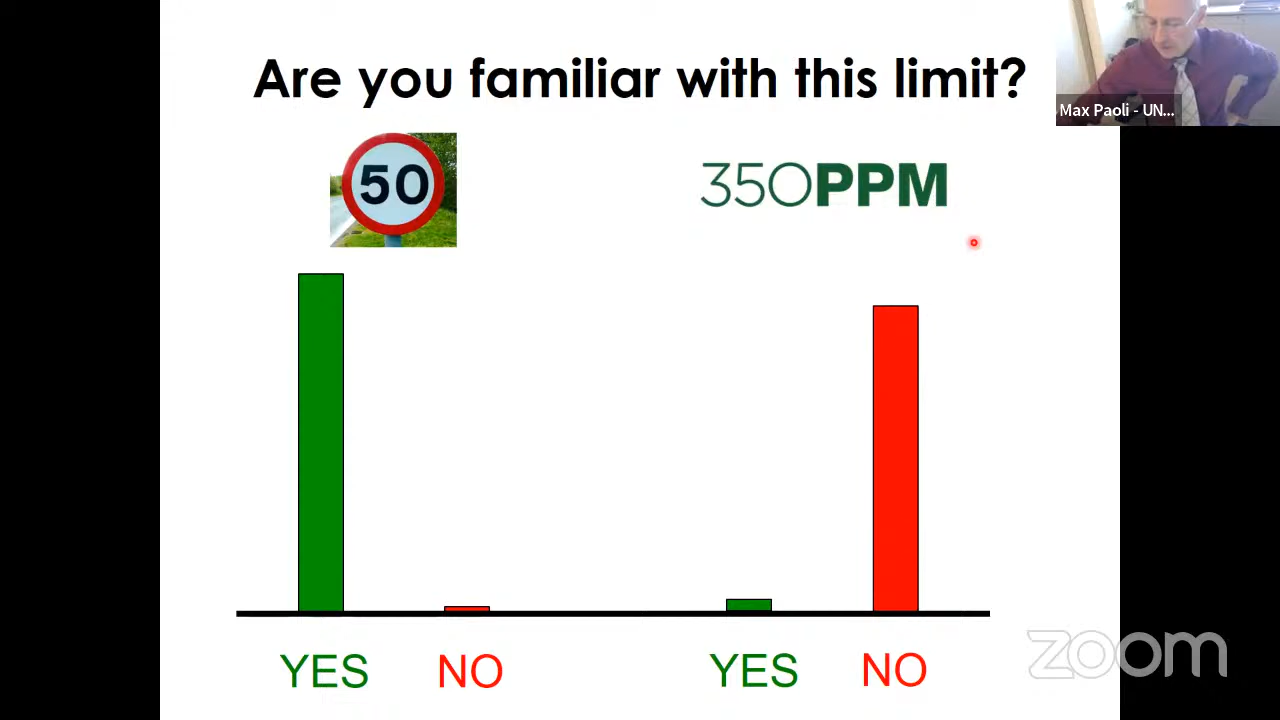 Are you familiar with this limit?
Max Paoli - UN...
50
350PPM
YES
NO
YES
NO
zoom